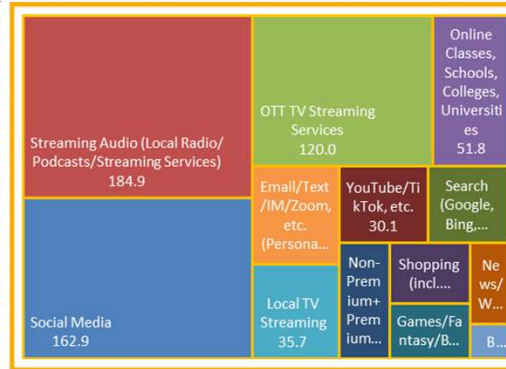 Streaming Audio (Local Radio/
Podcasts/Streaming Services)
184.9
Social Media
162.9
OTT TV Streaming
Services
120.0
Online
Classes,
Schools,
Colleges,
Universiti
es
51.8
Email/Text
/IM/Zoom,
etc.
(Persona...
Local TV
Streaming
35.7
YouTube/Ti
kTok, etc.
30.1
Search
(Google,
Bing,...
Non-
Prem
ium+
Prem
ium...
Shopping
(incl....
Games/Fa
ntasy/B...
Ne
ws/
W...
B...